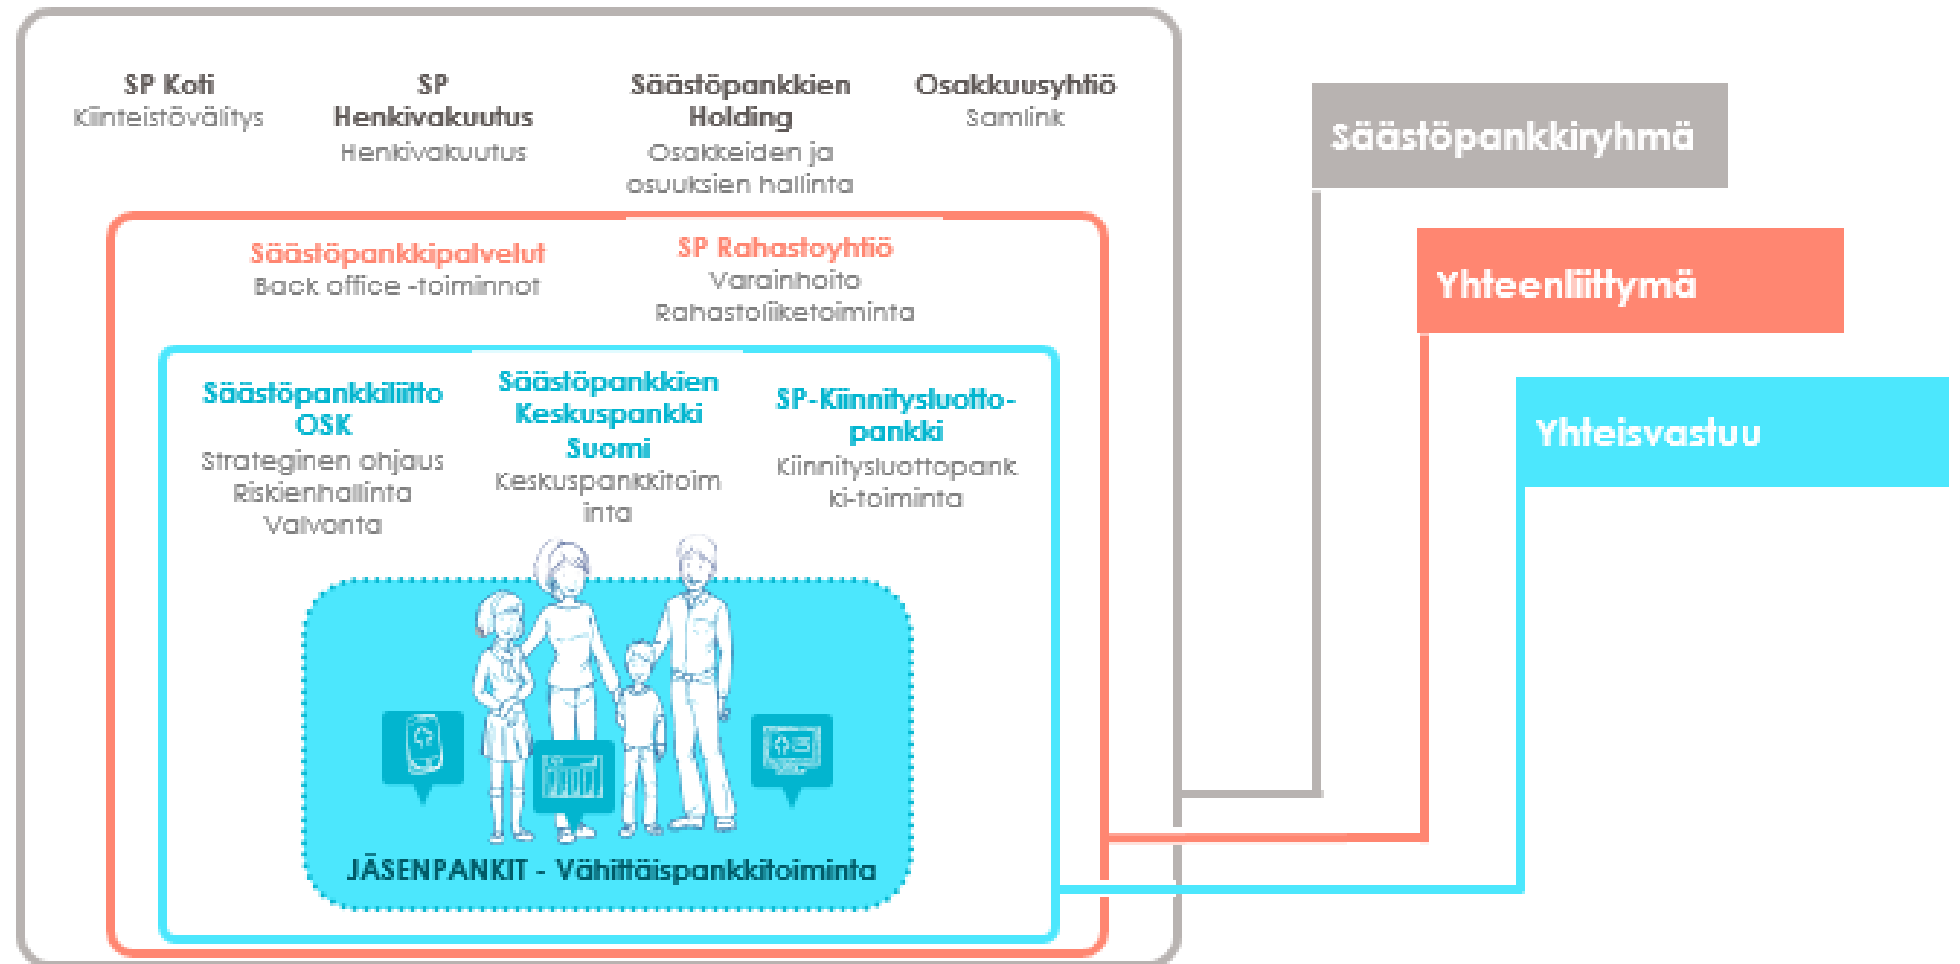 SP Koti
Kiinteistövälitys
SP
Henkivakuutus
Henkivakuutus
Säästöpankkien
Holding
Osakkeiden ja
osuuksien hallinta
Osakkuusyhtiö
Samlink
Säästöpankkipalvelut
Back office -toiminnot
SP Rahastoyhtiö
Varainhoito
Rahastoliiketoiminta
Säästöpankkiliitto
OSK
Strateginen ohjaus
Riskienhallinta
Valvonta
Säästöpankkien
Keskuspankki
Suomi
Keskuspankkitoim
inta
SP-Kiinnitysluotto-
pankki
Kiinnitysluottopank
ki-toiminta
JÄSENPANKIT - Vähittäispankkitoiminta
Säästöpankkiryhmä
Yhteenliittymä
Yhteisvastuu